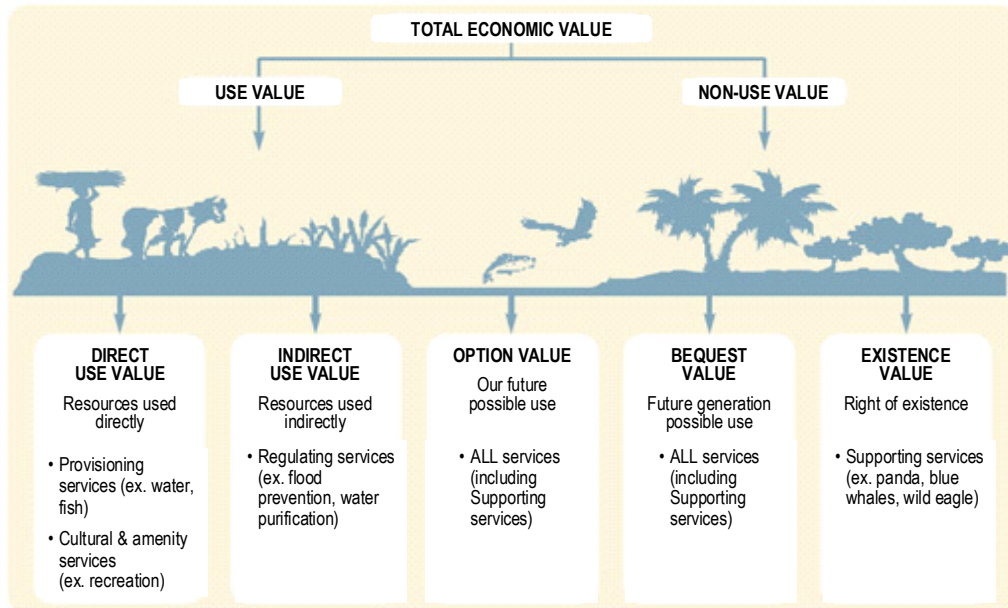 TOTAL ECONOMIC VALUE
USE VALUE
NON-USE VALUE
DIRECT
USE VALUE
Resources used
directly
• Provisioning
services (ex. water,
fish)
• Cultural & amenity
services
(ex. recreation)
INDIRECT
USE VALUE
Resources used
indirectly
• Regulating services
(ex. flood
prevention, water
purification)
OPTION VALUE
Our future
possible use
• ALL services
(including
Supporting
services)
BEQUEST
VALUE
Future generation
possible use
• ALL services
(including
Supporting
services)
EXISTENCE
VALUE
Right of existence
• Supporting services
(ex. panda, blue
whales, wild eagle)